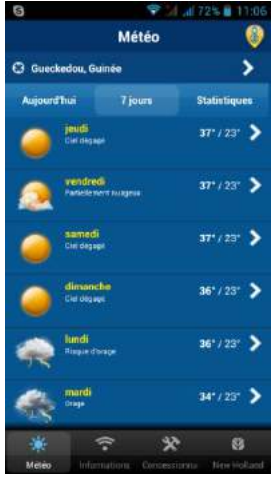 72% 11:06
Météo
Gueckedou, Guinée
Aujourd'hui 7 jours Statistiques
jeudi
37° / 23°
Ciel dégagé
vendredi
37° / 23°
Partiellement nuageux
samedi
37° / 23°
Ciel dégagé
dimanche
36° / 23°
Ciel dégagé
lundi
36° / 23°
Risque d'orage
mardi
34° / 23°
Orage
Météo Informations Concessionna New Holland